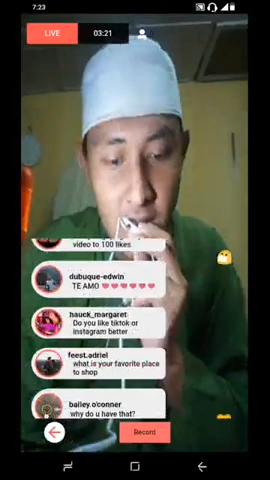 7:23
LIVE
03:21
video to 100 likes
dubuque-edwin
TE AMO ❤❤❤❤❤❤
hauck_margaret
Do you like tiktok or
instagram better
feest.adriel
what is your favorite place
to shop
bailey.o'conner
why do u have that?
Record